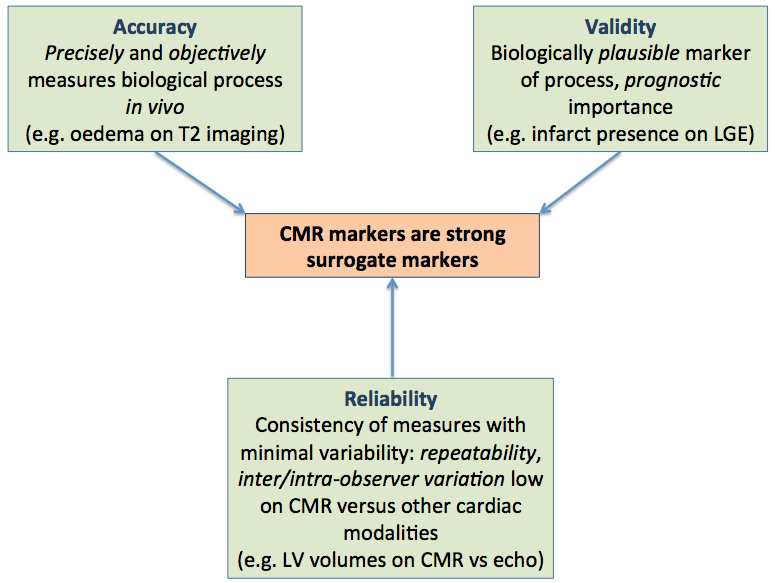 Accuracy
Precisely and objectively
measures biological process
in vivo
(e.g. oedema on T2 imaging)
Validity
Biologically plausible marker
of process, prognostic
importance
(e.g. infarct presence on LGE)
CMR markers are strong
surrogate markers
Reliability
Consistency of measures with
minimal variability: repeatability,
inter/intra-observer variation low
on CMR versus other cardiac
modalities
(e.g. LV volumes on CMR vs echo)